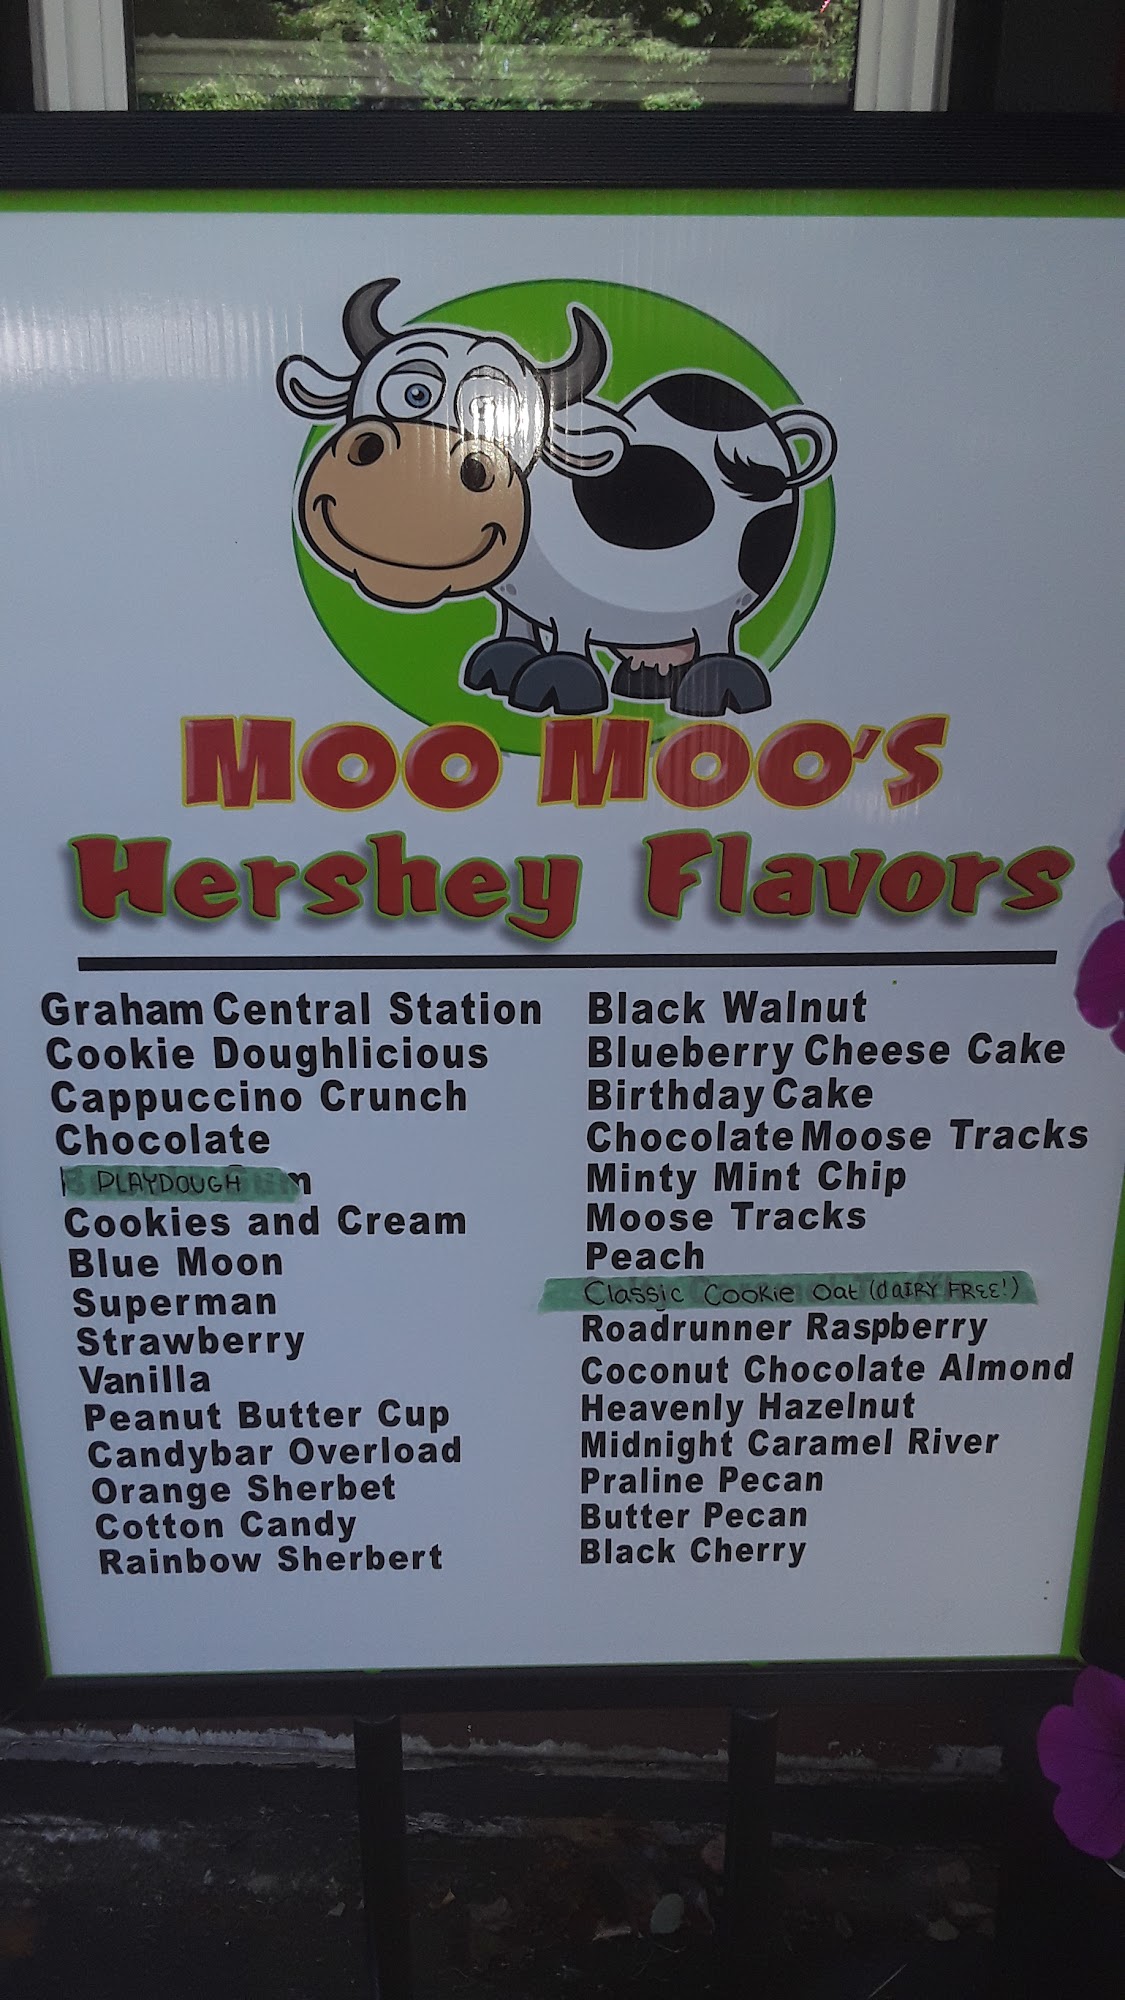 Moo Moo's
Hershey Flavors
Graham Central Station
Cookie Doughlicious
Cappuccino Crunch
Chocolate
PLAYDOUGH
Cookies and Cream
Blue Moon
Superman
Strawberry
Vanilla
Peanut Butter Cup
Candybar Overload
Orange Sherbet
Cotton Candy
Rainbow Sherbert
Black Walnut
Blueberry Cheese Cake
Birthday Cake
Chocolate Moose Tracks
Minty Mint Chip
Moose Tracks
Peach
Classic Cookie Oat (dAIRY FREE!)
Roadrunner Raspberry
Coconut Chocolate Almond
Heavenly Hazelnut
Midnight Caramel River
Praline Pecan
Butter Pecan
Black Cherry